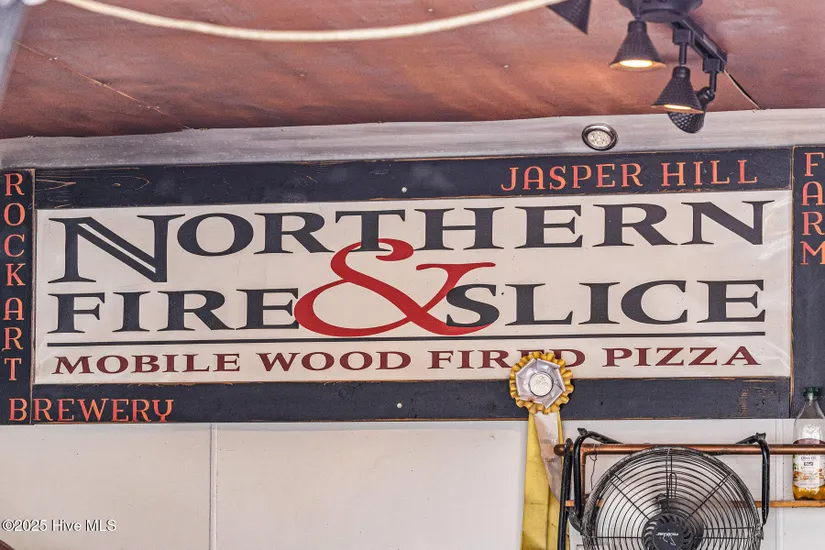 JASPER HILL
FARM
ROCKART
BREWERY
NORTHERN
FIRE & SLICE
MOBILE WOOD FIRED PIZZA
©2025 Hive MLS